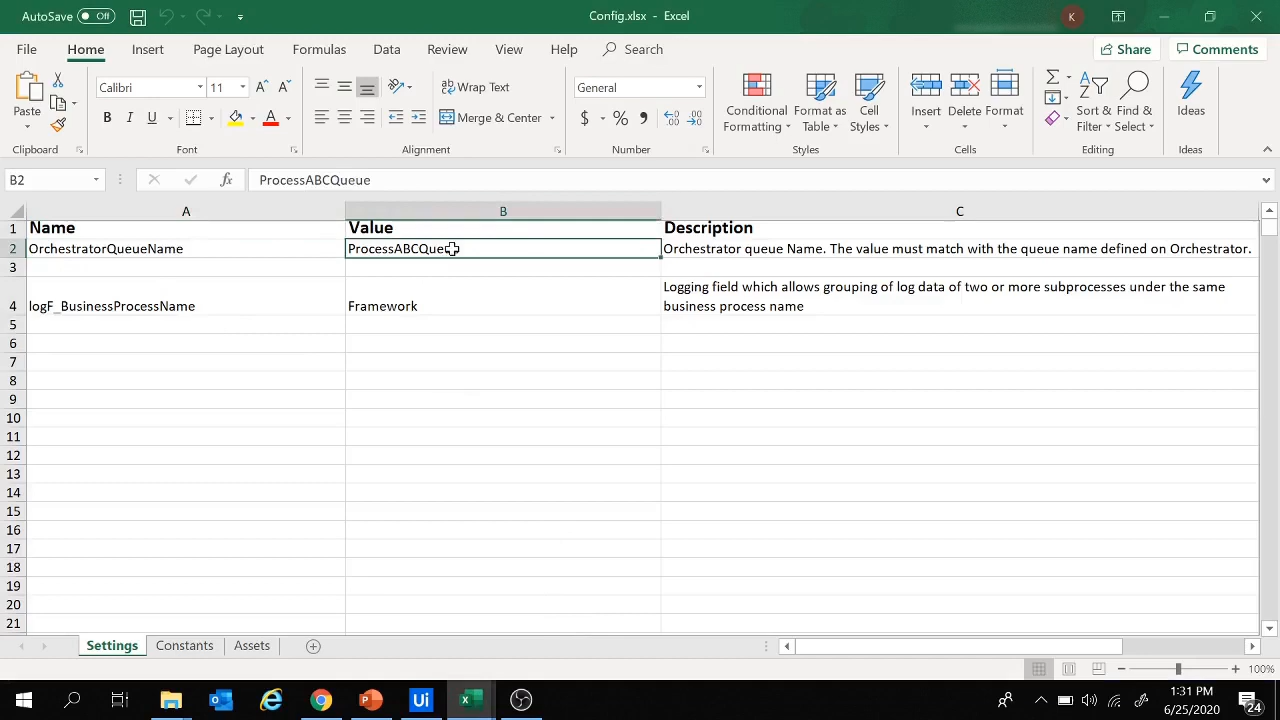 AutoSave Off
Config.xlsx - Excel
K
File Home Insert Page Layout Formulas Data Review View Help Search Share Comments
Paste
Calibri 11
B I U
Wrap Text
Merge & Center
General
$ % ,
Conditional Formatting
Format as Table
Cell Styles
Insert
Delete
Format
Sort & Filter
Find & Select
Ideas
Clipboard Font Alignment Number Styles Cells Editing Ideas
B2 fx ProcessABCQueue
A B C
1 Name Value Description
2 OrchestratorQueueName ProcessABCQueue Orchestrator queue Name. The value must match with the queue name defined on Orchestrator.
3
Logging field which allows grouping of log data of two or more subprocesses under the same
4 logF_BusinessProcessName Framework business process name
5
6
7
8
9
10
11
12
13
14
15
16
17
18
19
20
21
Settings Constants Assets
100%
Ui
1:31 PM
6/25/2020
24